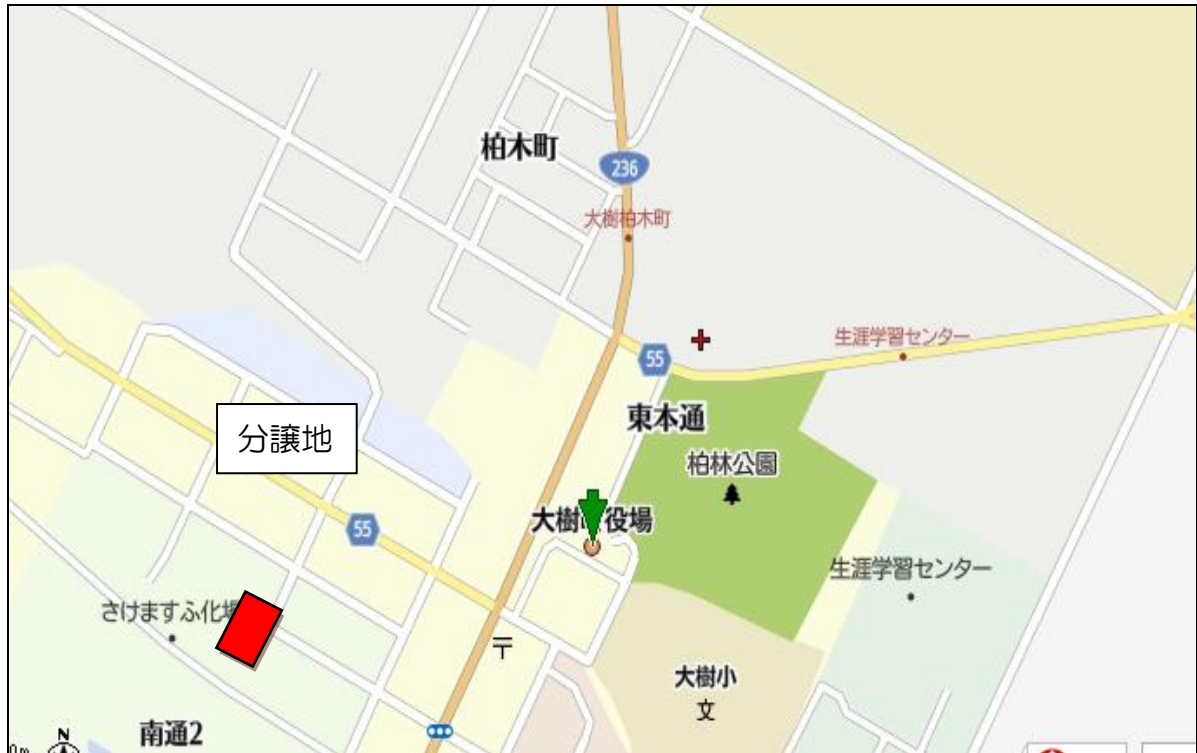 柏木町
236
大樹柏木町
生涯学習センター
55
東本通
分譲地
柏林公園
55
大樹町役場
生涯学習センター
さけますふ化場
〒
大樹小
文
南通2
N